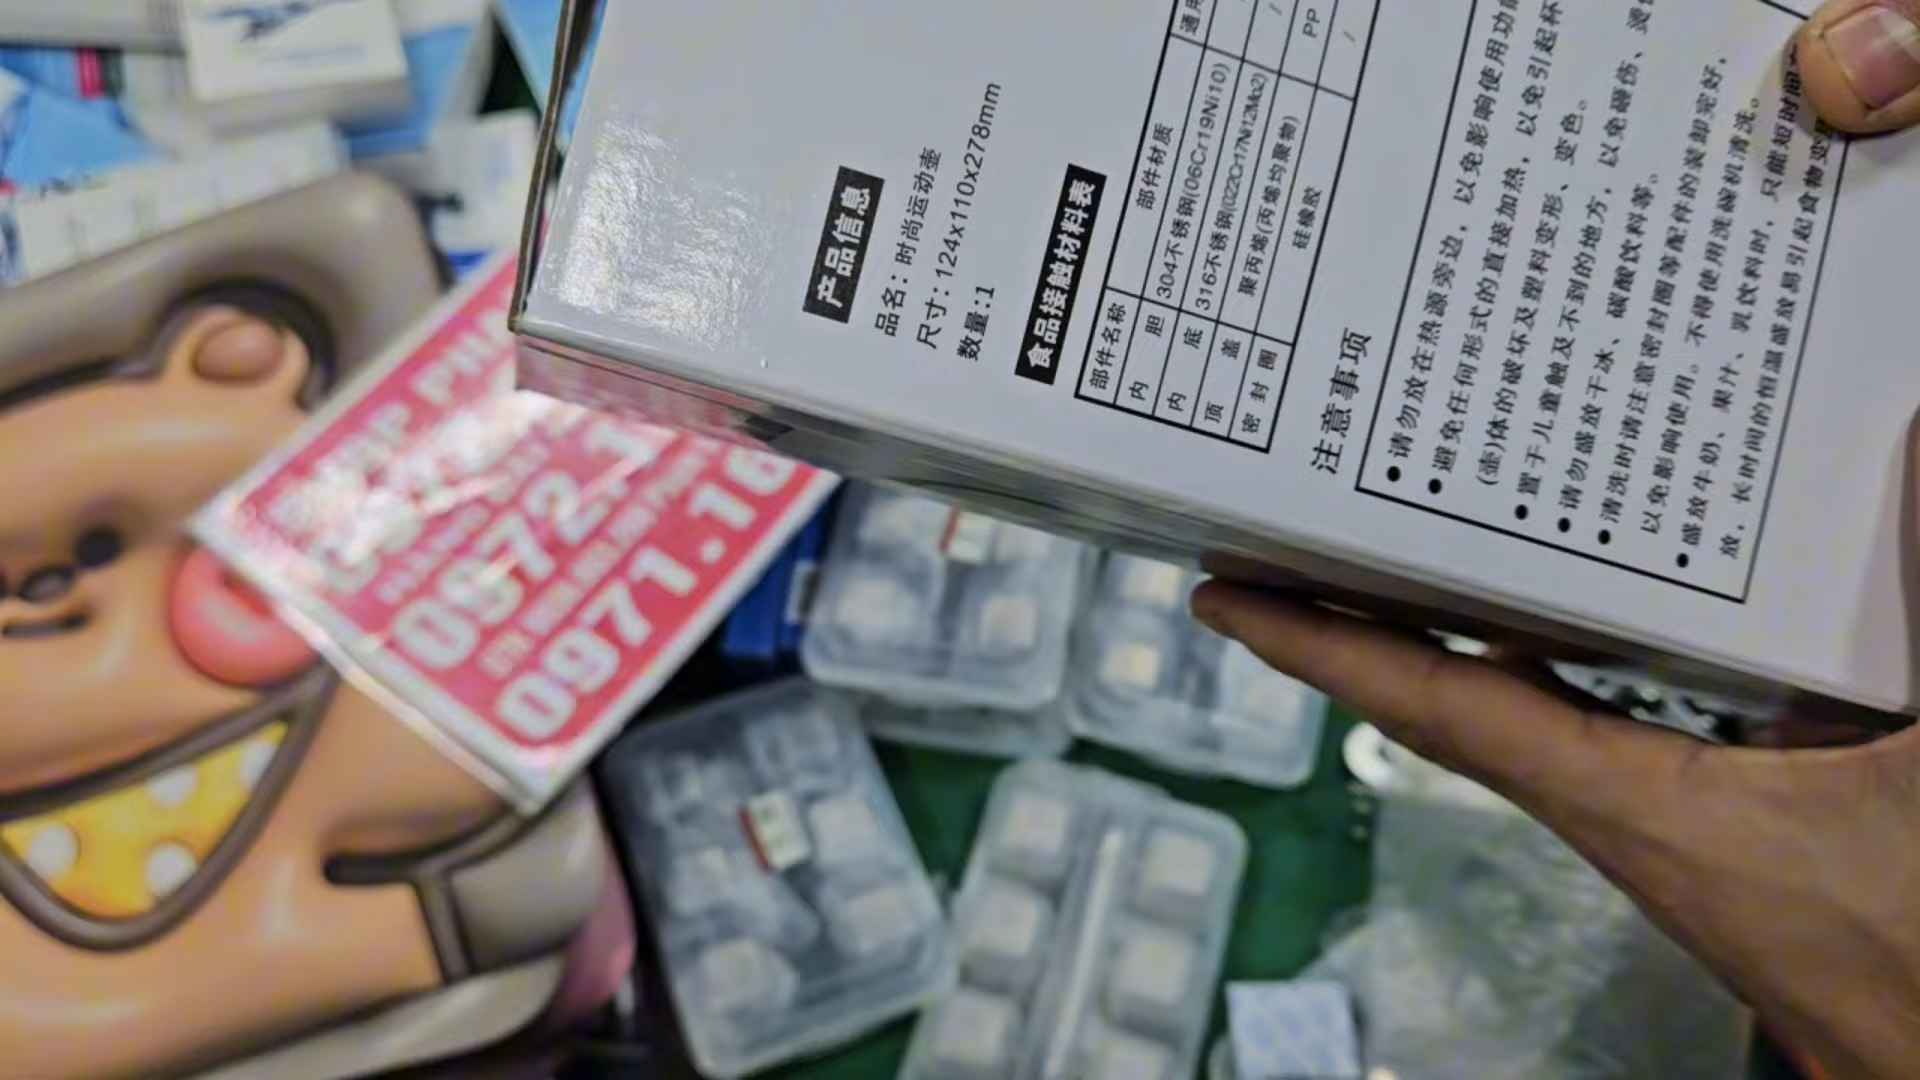 产品信息
品名：时尚运动壶
尺寸：124x110x278mm
数量：1
食品接触材料表
部件名称 部件材质
内胆 304不锈钢(06Cr19Ni10) /
内底 316不锈钢(022Cr17Ni12Mo2) /
顶盖 聚丙烯(丙烯均聚物) PP
密封圈 硅橡胶 /
注意事项
●请勿放在热源旁边，以免影响使用功
●避免任何形式的直接加热，以免引起杯
(壶)体的破坏及塑料变形、变色。
●置于儿童触及不到的地方，以免砸伤、烫
●请勿盛放干冰、碳酸饮料等。
●清洗时请注意密封圈等配件的装卸完好，
以免影响使用。不得使用洗碗机清洗。
●盛放牛奶、果汁、乳饮料时，只能短时间
放，长时间的恒温盛放易引起食物变
0972.1
0971.16